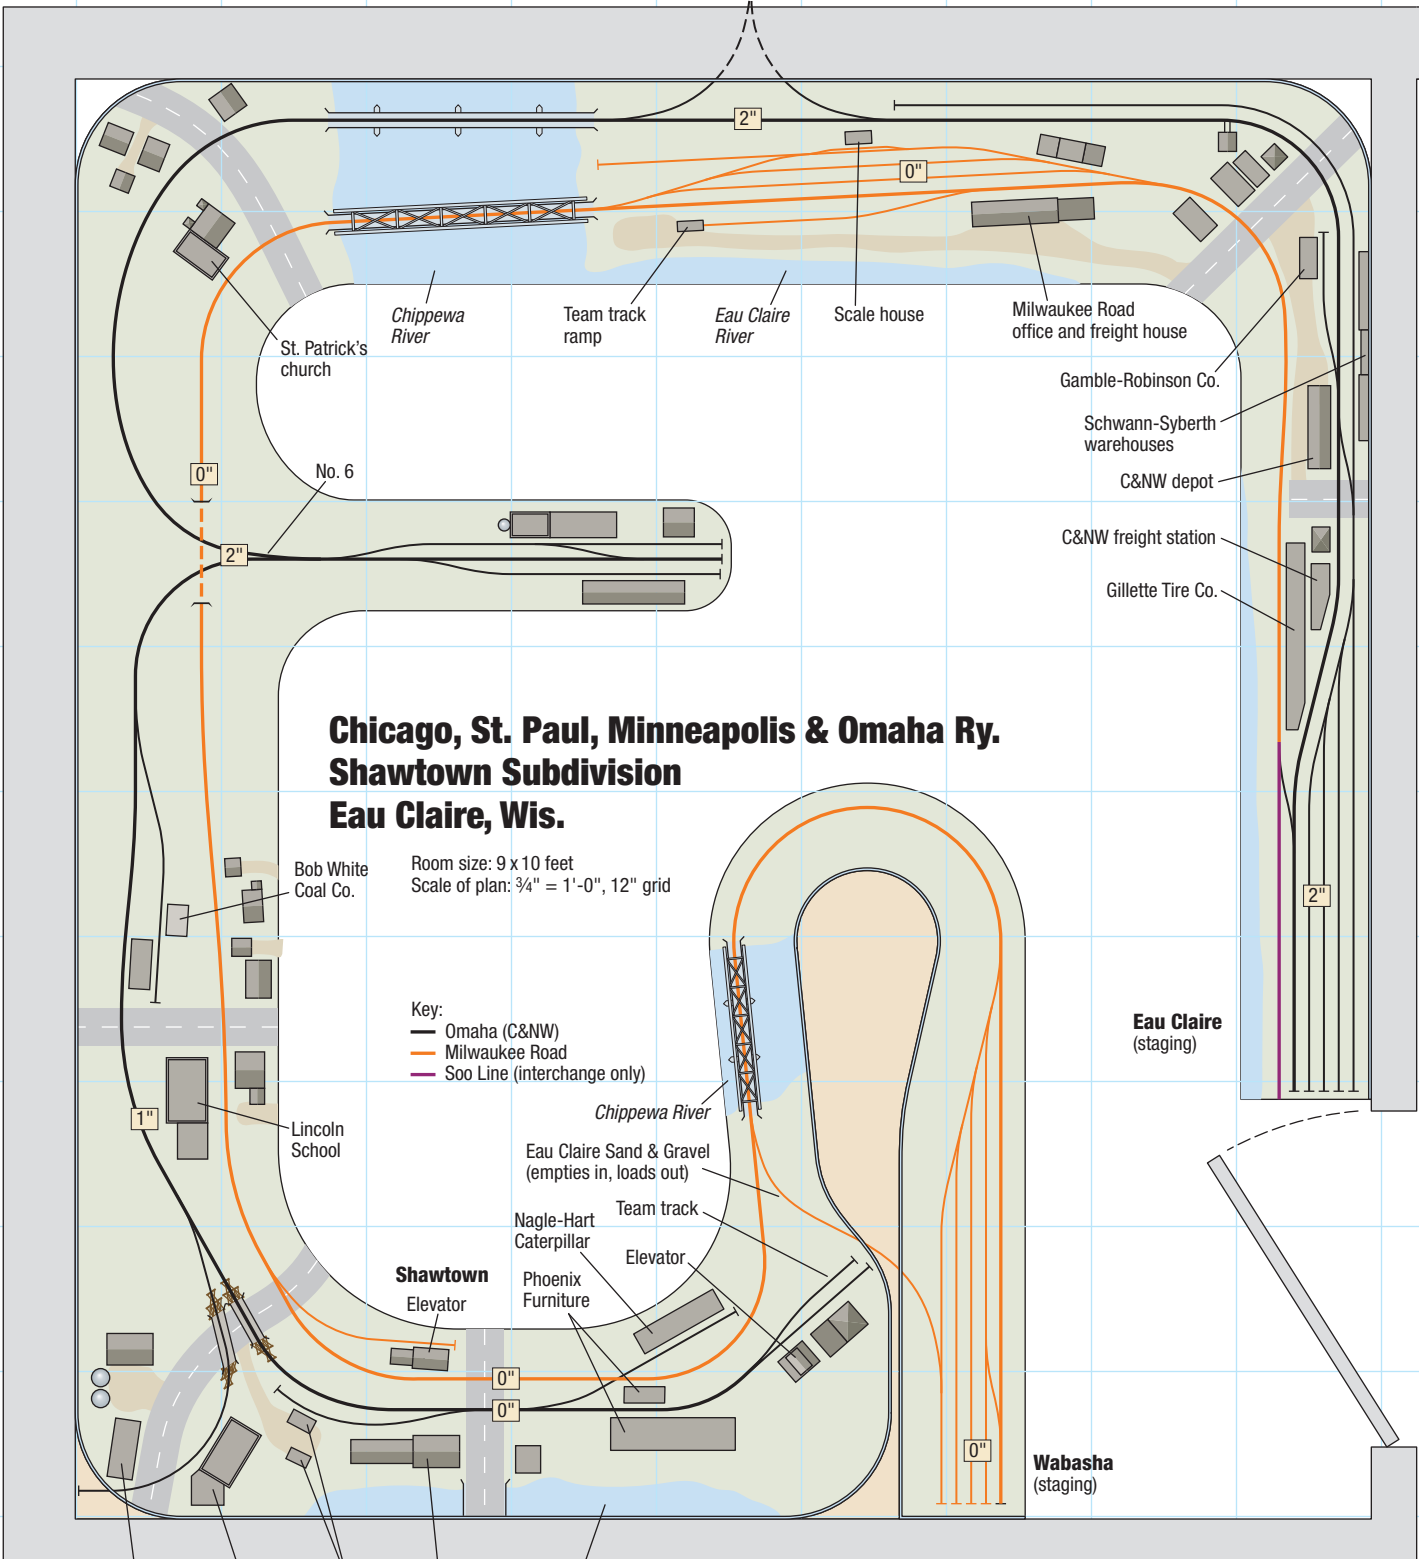 2"
0"
Chippewa
River
Team track
ramp
Eau Claire
River
Scale house
Milwaukee Road
office and freight house
St. Patrick's
church
Gamble-Robinson Co.
Schwann-Syberth
warehouses
C&NW depot
C&NW freight station
Gillette Tire Co.
0"
No. 6
2"
Chicago, St. Paul, Minneapolis & Omaha Ry.
Shawtown Subdivision
Eau Claire, Wis.
Room size: 9 x 10 feet
Scale of plan: ¾" = 1'-0", 12" grid
Bob White
Coal Co.
2"
Key:
Omaha (C&NW)
Milwaukee Road
Soo Line (interchange only)
Eau Claire
(staging)
Chippewa River
1"
Lincoln
School
Eau Claire Sand & Gravel
(empties in, loads out)
Team track
Nagle-Hart
Caterpillar
Elevator
Phoenix
Furniture
Shawtown
Elevator
0"
0"
0"
Wabasha
(staging)